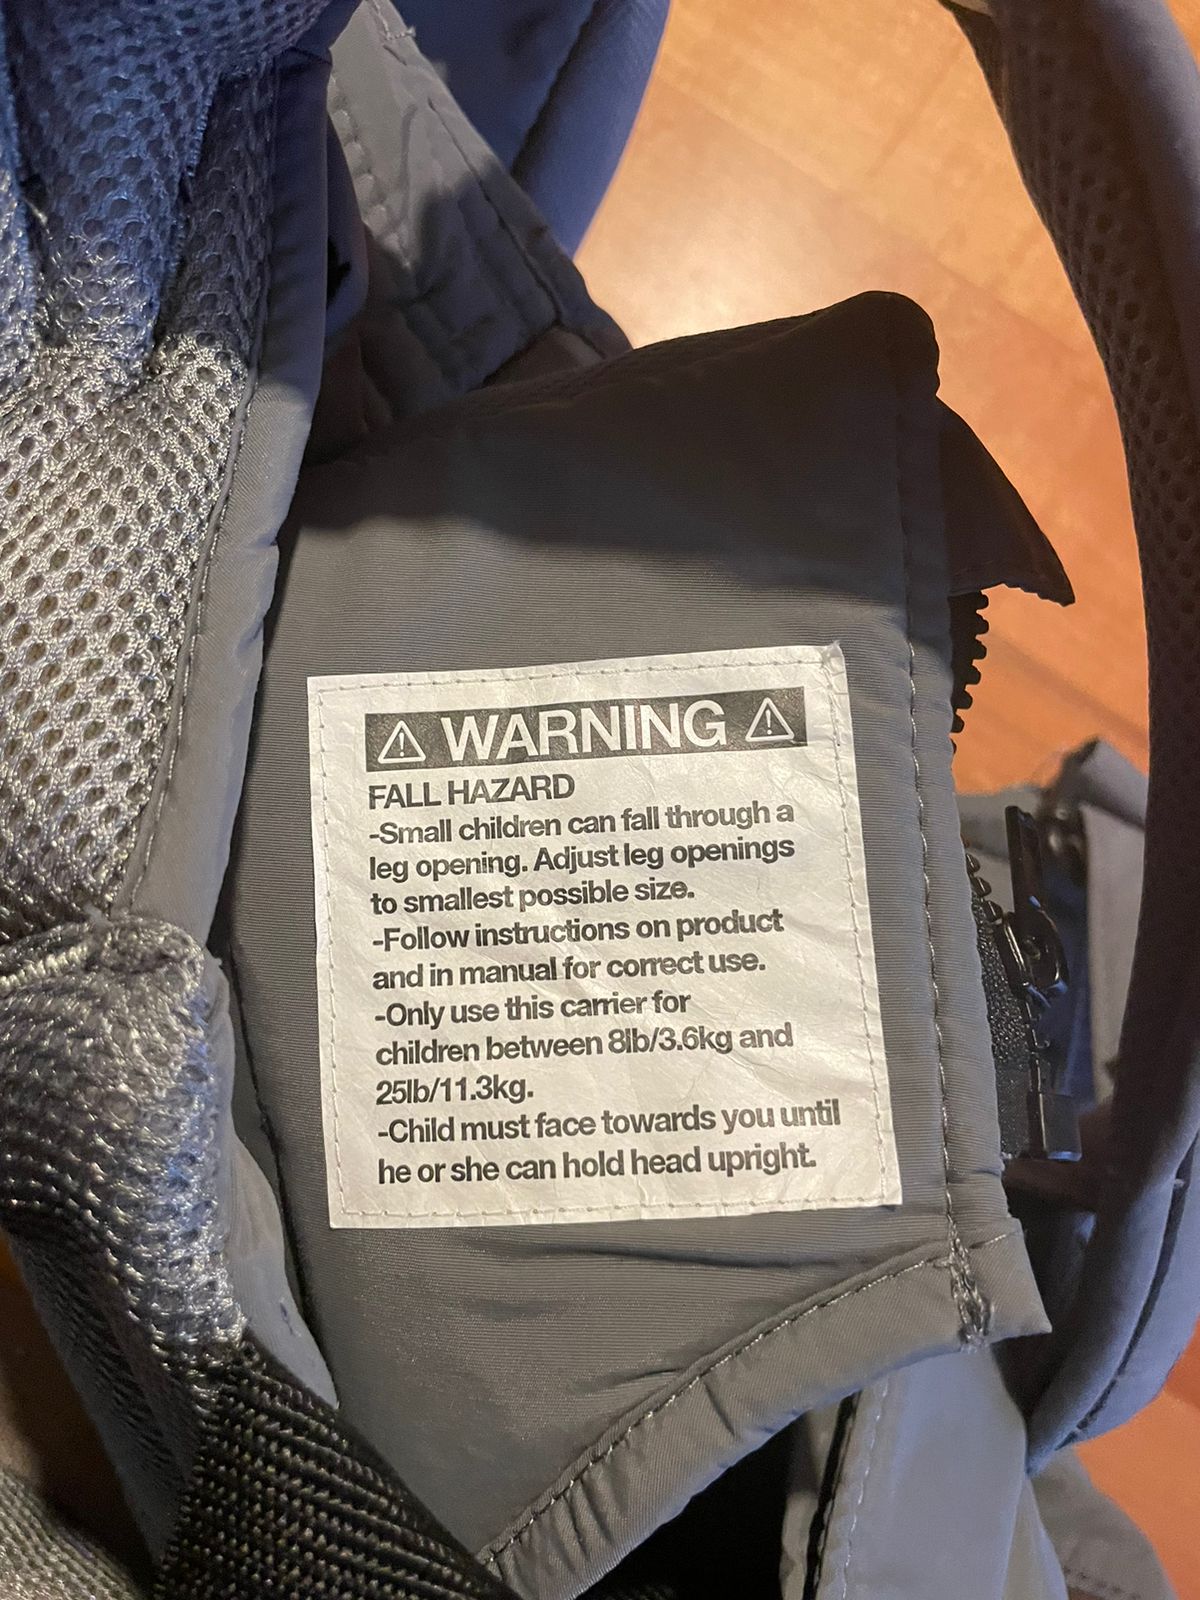 WARNING
FALL HAZARD
-Small children can fall through a
leg opening. Adjust leg openings
to smallest possible size.
-Follow instructions on product
and in manual for correct use.
-Only use this carrier for
children between 8lb/3.6kg and
25lb/11.3kg.
-Child must face towards you until
he or she can hold head upright.